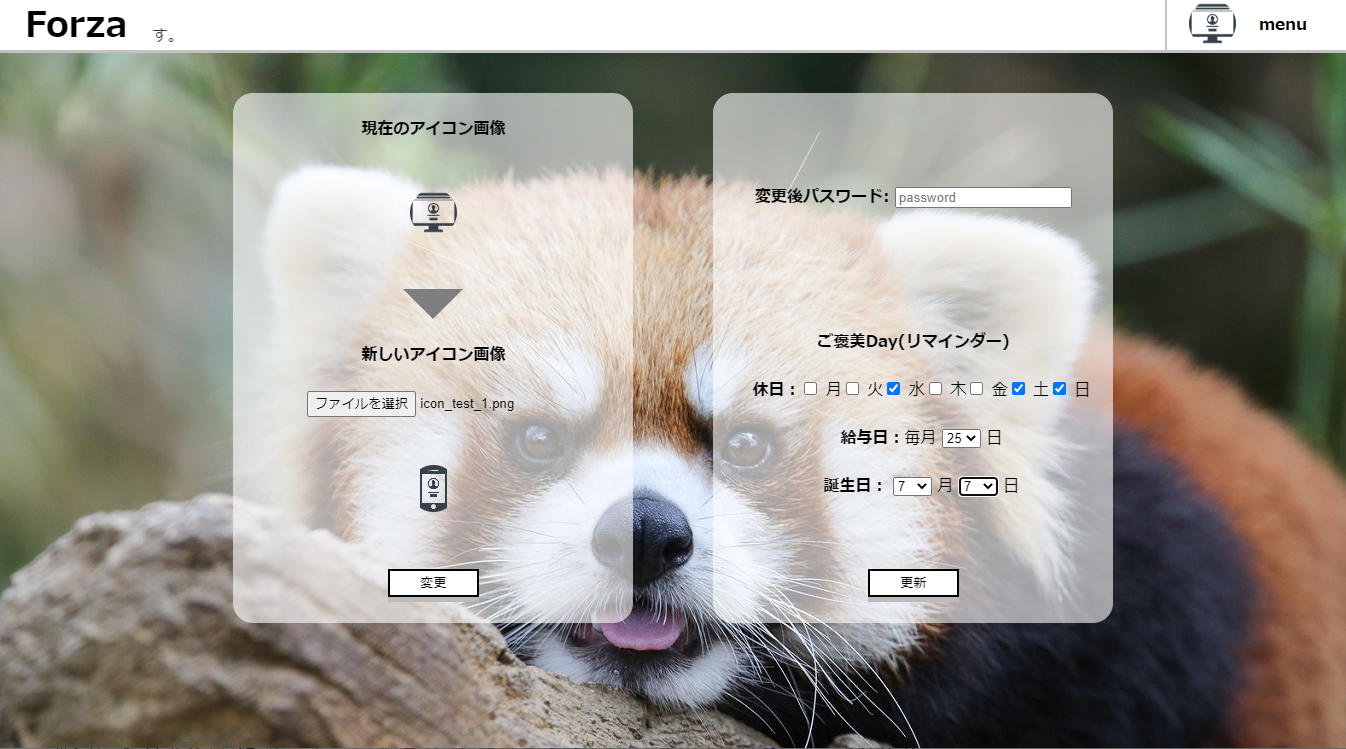 Forza す。 menu
現在のアイコン画像
新しいアイコン画像
ファイルを選択 icon_test_1.png
変更
変更後パスワード: password
ご褒美Day(リマインダー)
休日： 月 火 水 木 金 土 日
給与日：毎月 25 日
誕生日： 7 月 7 日
更新